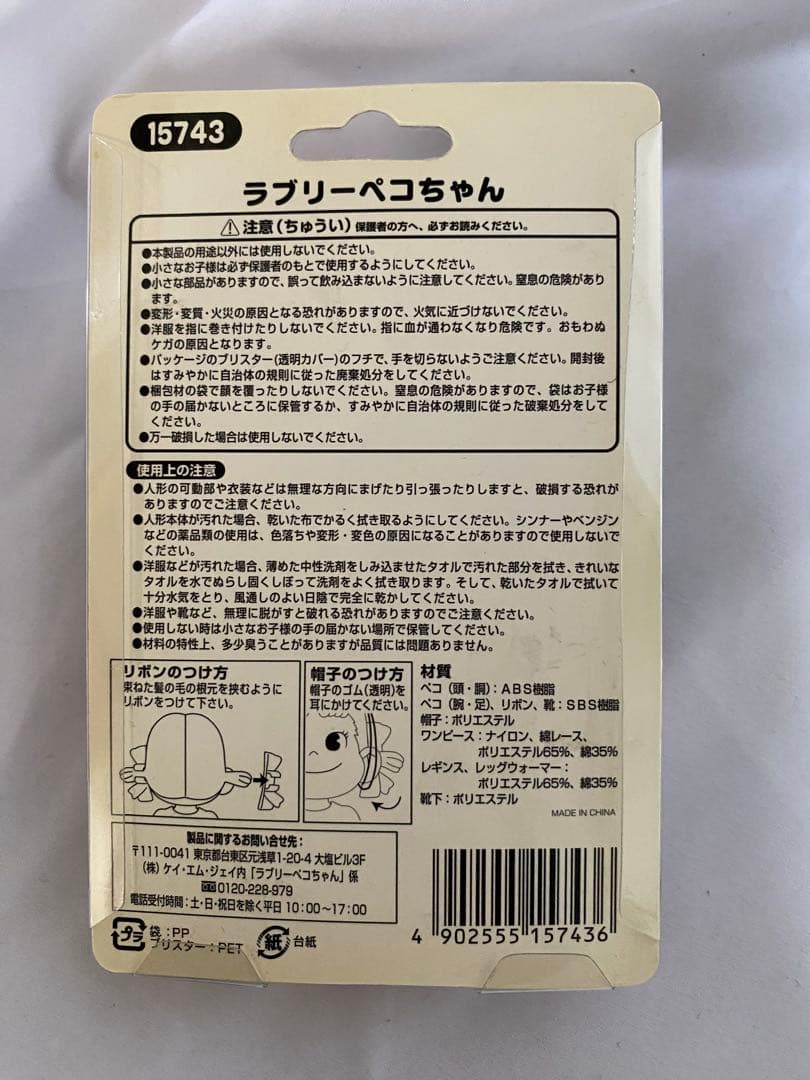 15743
ラブリーペコちゃん
⚠注意(ちゅうい)保護者の方へ、必ずお読みください。
●本製品の用途以外には使用しないでください。
●小さなお子様は必ず保護者のもとで使用するようにしてください。
●小さな部品がありますので、誤って飲み込まないように注意してください。窒息の危険があり
ます。
●変形・変質・火災の原因となる恐れがありますので、火気に近づけないでください。
●洋服を指に巻き付けたりしないでください。指に血が通わなくなり危険です。おもわぬ
ケガの原因となります。
●パッケージのブリスター(透明カバー)のフチで、手を切らないようご注意ください。開封後
はすみやかに自治体の規則に従った廃棄処分をしてください。
●梱包材の袋で顔を覆ったりしないでください。窒息の危険がありますので、袋はお子様
の手の届かないところに保管するか、すみやかに自治体の規則に従った破棄処分をして
ください。
●万一破損した場合は使用しないでください。
使用上の注意
●人形の可動部や衣装などは無理な方向にまげたり引っ張ったりしますと、破損する恐れが
ありますのでご注意ください。
●人形本体が汚れた場合、乾いた布でかるく拭き取るようにしてください。シンナーやベンジン
などの薬品類の使用は、色落ちや変形・変色の原因になることがありますので使用しないで
ください。
●洋服などが汚れた場合、薄めた中性洗剤をしみ込ませたタオルで汚れた部分を拭き、きれいな
タオルを水でぬらし固くしぼって洗剤をよく拭き取ります。そして、乾いたタオルで拭いて
十分水気をとり、風通しのよい日陰で完全に乾かしてください。
●洋服や靴など、無理に脱がすと破れる恐れがありますのでご注意ください。
●使用しない時は小さなお子様の手の届かない場所で保管してください。
●材料の特性上、多少臭うことがありますが品質には問題ありません。
リボンのつけ方
束ねた髪の毛の根元を挟むように
リボンをつけて下さい。
帽子のつけ方
帽子のゴム(透明)を
耳にかけてください。
材質
ペコ(頭・胴):ABS樹脂
ペコ(腕・足)、リボン、靴:SBS樹脂
帽子:ポリエステル
ワンピース:ナイロン、綿レース、
ポリエステル65%、綿35%
レギンス、レッグウォーマー:
ポリエステル65%、綿35%
靴下:ポリエステル
MADE IN CHINA
製品に関するお問い合せ先:
〒111-0041 東京都台東区元浅草1-20-4 大塩ビル3F
(株)ケイ・エム・ジェイ内「ラブリーペコちゃん」係
0120-228-979
電話受付時間:土・日・祝日を除く平日 10:00〜17:00
プラ
袋:PP
ブリスター:PET
紙 台紙
4 902555 157436